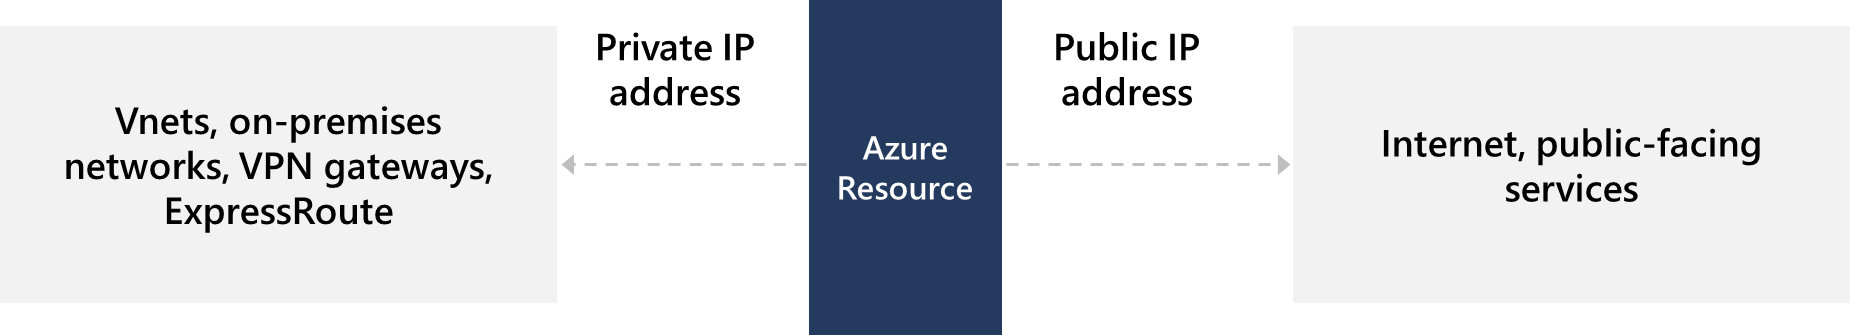 Vnets, on-premises
networks, VPN gateways,
ExpressRoute
Private IP
address
Azure
Resource
Public IP
address
Internet, public-facing
services